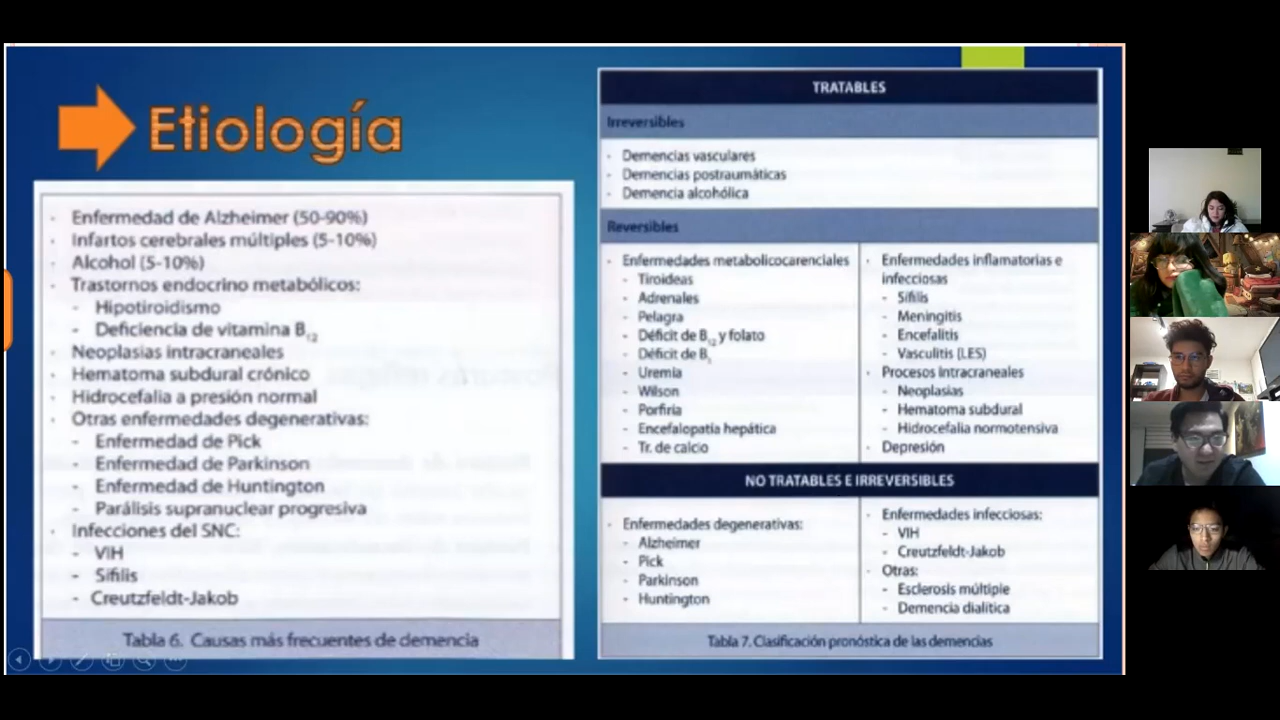 Etiología
· Enfermedad de Alzheimer (50-90%)
· Infartos cerebrales múltiples (5-10%)
· Alcohol (5-10%)
· Trastornos endocrino metabólicos:
- Hipotiroidismo
- Deficiencia de vitamina B12
· Neoplasias intracraneales
· Hematoma subdural crónico
· Hidrocefalia a presión normal
· Otras enfermedades degenerativas:
- Enfermedad de Pick
- Enfermedad de Parkinson
- Enfermedad de Huntington
- Parálisis supranuclear progresiva
· Infecciones del SNC:
- VIH
- Sífilis
- Creutzfeldt-Jakob
Tabla 6. Causas más frecuentes de demencia
TRATABLES
Irreversibles
· Demencias vasculares
· Demencias postraumáticas
· Demencia alcohólica
Reversibles
· Enfermedades metabolicocarenciales
- Tiroideas
- Adrenales
- Pelagra
- Déficit de B12 y folato
- Déficit de B1
- Uremia
- Wilson
- Porfiria
- Encefalopatía hepática
- Tr. de calcio
· Enfermedades inflamatorias e
infecciosas
- Sífilis
- Meningitis
- Encefalitis
- Vasculitis (LES)
· Procesos intracraneales
- Neoplasias
- Hematoma subdural
- Hidrocefalia normotensiva
· Depresión
NO TRATABLES E IRREVERSIBLES
· Enfermedades degenerativas:
- Alzheimer
- Pick
- Parkinson
- Huntington
· Enfermedades infecciosas:
- VIH
- Creutzfeldt-Jakob
· Otras:
- Esclerosis múltiple
- Demencia dialítica
Tabla 7. Clasificación pronóstica de las demencias